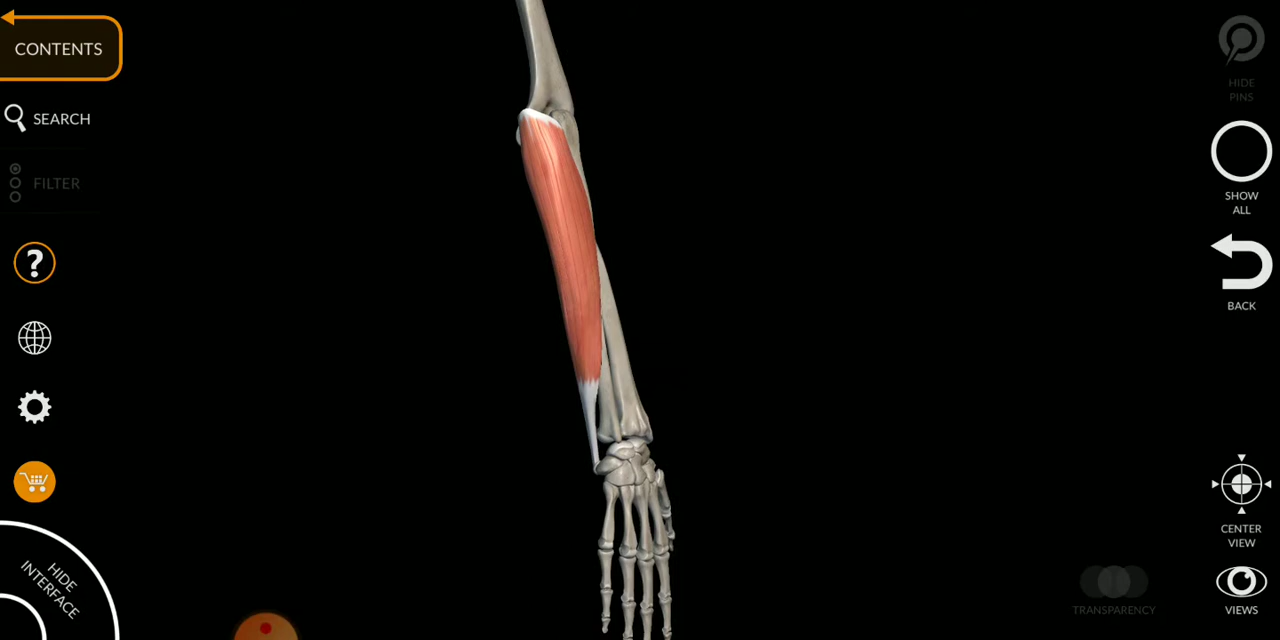 CONTENTS
SEARCH
FILTER
?
HIDE
INTERFACE
HIDE
PINS
SHOW
ALL
BACK
CENTER
VIEW
TRANSPARENCY
VIEWS